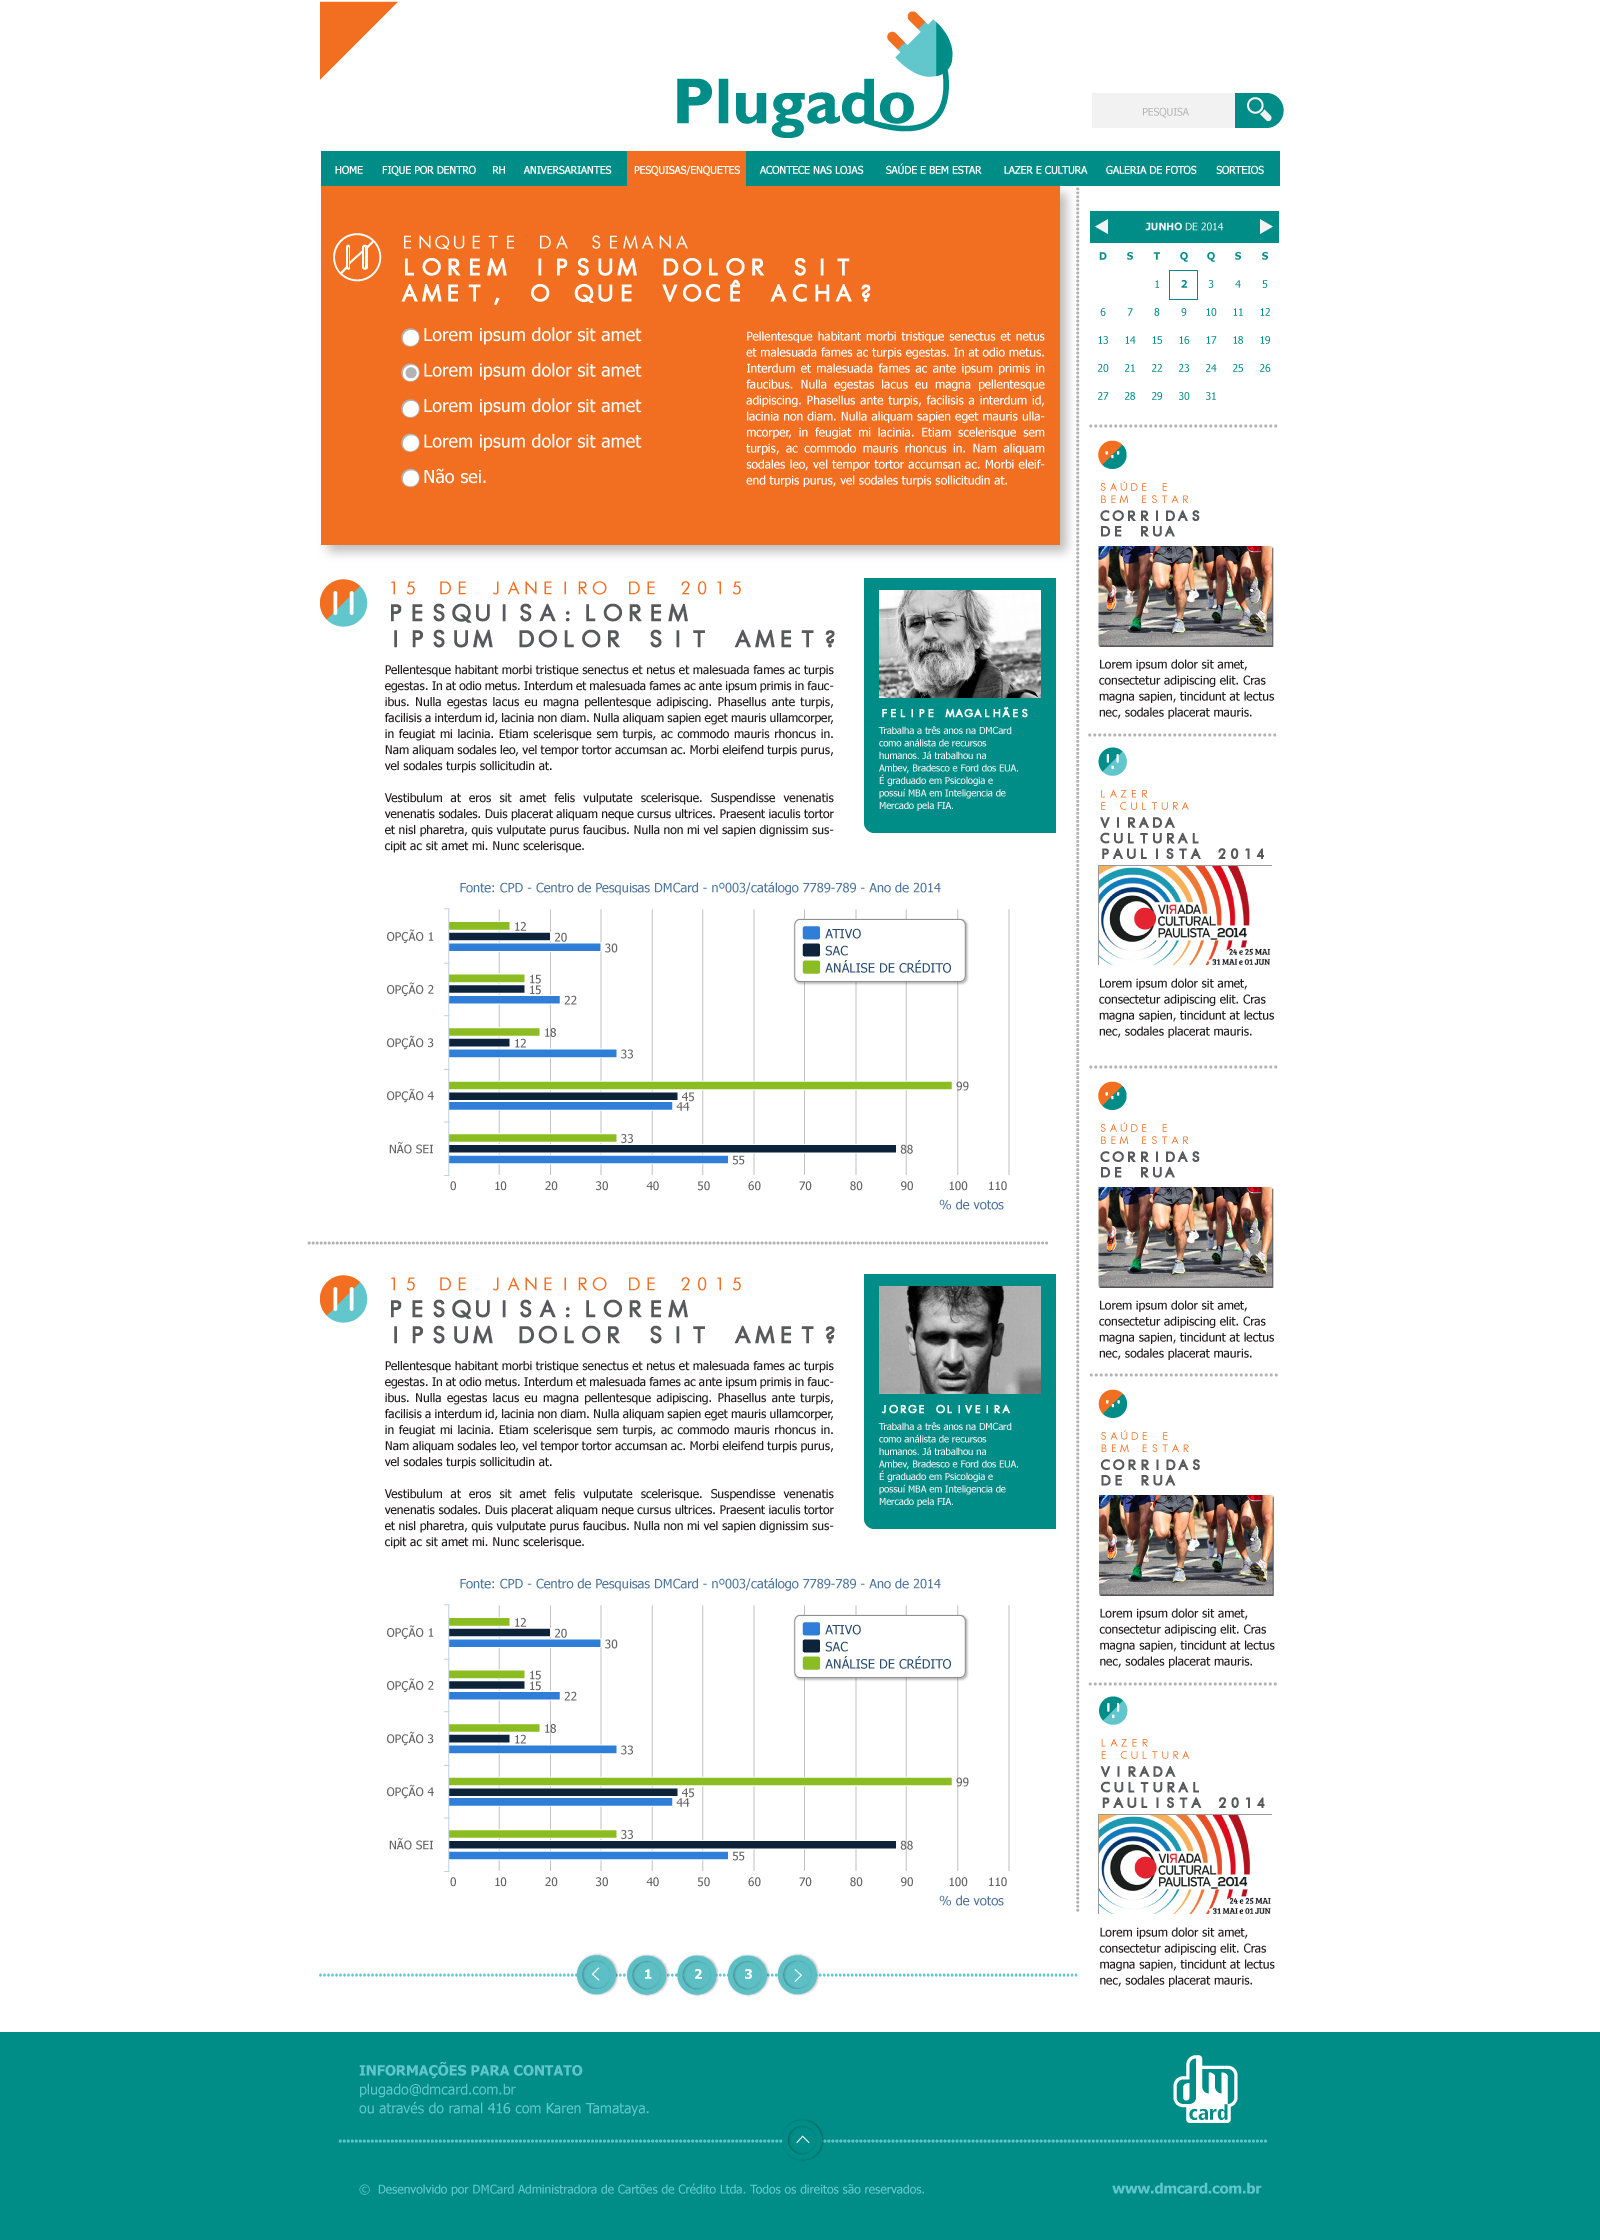 Plugado
PESQUISA
HOME FIQUE POR DENTRO RH ANIVERSARIANTES PESQUISAS/ENQUETES ACONTECE NAS LOJAS SAÚDE E BEM ESTAR LAZER E CULTURA GALERIA DE FOTOS SORTEIOS
ENQUETE DA SEMANA
LOREM IPSUM DOLOR SIT
AMET, O QUE VOCÊ ACHA?
Lorem ipsum dolor sit amet
Lorem ipsum dolor sit amet
Lorem ipsum dolor sit amet
Lorem ipsum dolor sit amet
Não sei.
Pellentesque habitant morbi tristique senectus et netus
et malesuada fames ac turpis egestas. In at odio metus.
Interdum et malesuada fames ac ante ipsum primis in
faucibus. Nulla egestas lacus eu magna pellentesque
adipiscing. Phasellus ante turpis, facilisis a interdum id,
lacinia non diam. Nulla aliquam sapien eget mauris ulla-
mcorper, in feugiat mi lacinia. Etiam scelerisque sem
turpis, ac commodo mauris rhoncus in. Nam aliquam
sodales leo, vel tempor tortor accumsan ac. Morbi eleif-
end turpis purus, vel sodales turpis sollicitudin at.
15 DE JANEIRO DE 2015
PESQUISA: LOREM
IPSUM DOLOR SIT AMET?
Pellentesque habitant morbi tristique senectus et netus et malesuada fames ac turpis
egestas. In at odio metus. Interdum et malesuada fames ac ante ipsum primis in fauc-
ibus. Nulla egestas lacus eu magna pellentesque adipiscing. Phasellus ante turpis,
facilisis a interdum id, lacinia non diam. Nulla aliquam sapien eget mauris ullamcorper,
in feugiat mi lacinia. Etiam scelerisque sem turpis, ac commodo mauris rhoncus in.
Nam aliquam sodales leo, vel tempor tortor accumsan ac. Morbi eleifend turpis purus,
vel sodales turpis sollicitudin at.
Vestibulum at eros sit amet felis vulputate scelerisque. Suspendisse venenatis
venenatis sodales. Duis placerat aliquam neque cursus ultrices. Praesent iaculis tortor
et nisl pharetra, quis vulputate purus faucibus. Nulla non mi vel sapien dignissim sus-
cipit ac sit amet mi. Nunc scelerisque.
FELIPE MAGALHÃES
Trabalha a três anos na DMCard
como análista de recursos
humanos. Já trabalhou na
Ambev, Bradesco e Ford dos EUA.
É graduado em Psicologia e
possuí MBA em Inteligencia de
Mercado pela FIA.
Fonte: CPD - Centro de Pesquisas DMCard - nº003/catálogo 7789-789 - Ano de 2014
ATIVO
SAC
ANÁLISE DE CRÉDITO
OPÇÃO 1
12
20
30
OPÇÃO 2
15
15
22
OPÇÃO 3
18
12
33
OPÇÃO 4
99
45
44
NÃO SEI
33
88
55
0 10 20 30 40 50 60 70 80 90 100 110
% de votos
15 DE JANEIRO DE 2015
PESQUISA: LOREM
IPSUM DOLOR SIT AMET?
Pellentesque habitant morbi tristique senectus et netus et malesuada fames ac turpis
egestas. In at odio metus. Interdum et malesuada fames ac ante ipsum primis in fauc-
ibus. Nulla egestas lacus eu magna pellentesque adipiscing. Phasellus ante turpis,
facilisis a interdum id, lacinia non diam. Nulla aliquam sapien eget mauris ullamcorper,
in feugiat mi lacinia. Etiam scelerisque sem turpis, ac commodo mauris rhoncus in.
Nam aliquam sodales leo, vel tempor tortor accumsan ac. Morbi eleifend turpis purus,
vel sodales turpis sollicitudin at.
Vestibulum at eros sit amet felis vulputate scelerisque. Suspendisse venenatis
venenatis sodales. Duis placerat aliquam neque cursus ultrices. Praesent iaculis tortor
et nisl pharetra, quis vulputate purus faucibus. Nulla non mi vel sapien dignissim sus-
cipit ac sit amet mi. Nunc scelerisque.
JORGE OLIVEIRA
Trabalha a três anos na DMCard
como análista de recursos
humanos. Já trabalhou na
Ambev, Bradesco e Ford dos EUA.
É graduado em Psicologia e
possuí MBA em Inteligencia de
Mercado pela FIA.
Fonte: CPD - Centro de Pesquisas DMCard - nº003/catálogo 7789-789 - Ano de 2014
ATIVO
SAC
ANÁLISE DE CRÉDITO
OPÇÃO 1
12
20
30
OPÇÃO 2
15
15
22
OPÇÃO 3
18
12
33
OPÇÃO 4
99
45
44
NÃO SEI
33
88
55
0 10 20 30 40 50 60 70 80 90 100 110
% de votos
1 2 3
JUNHO DE 2014
D S T Q Q S S
1 2 3 4 5
6 7 8 9 10 11 12
13 14 15 16 17 18 19
20 21 22 23 24 25 26
27 28 29 30 31
SAÚDE E
BEM ESTAR
CORRIDAS
DE RUA
Lorem ipsum dolor sit amet,
consectetur adipiscing elit. Cras
magna sapien, tincidunt at lectus
nec, sodales placerat mauris.
LAZER
E CULTURA
VIRADA
CULTURAL
PAULISTA 2014
VIRADA
CULTURAL
PAULISTA_2014
24 e 25 MAI
31 MAI e 01 JUN
Lorem ipsum dolor sit amet,
consectetur adipiscing elit. Cras
magna sapien, tincidunt at lectus
nec, sodales placerat mauris.
SAÚDE E
BEM ESTAR
CORRIDAS
DE RUA
Lorem ipsum dolor sit amet,
consectetur adipiscing elit. Cras
magna sapien, tincidunt at lectus
nec, sodales placerat mauris.
SAÚDE E
BEM ESTAR
CORRIDAS
DE RUA
Lorem ipsum dolor sit amet,
consectetur adipiscing elit. Cras
magna sapien, tincidunt at lectus
nec, sodales placerat mauris.
LAZER
E CULTURA
VIRADA
CULTURAL
PAULISTA 2014
VIRADA
CULTURAL
PAULISTA_2014
24 e 25 MAI
31 MAI e 01 JUN
Lorem ipsum dolor sit amet,
consectetur adipiscing elit. Cras
magna sapien, tincidunt at lectus
nec, sodales placerat mauris.
INFORMAÇÕES PARA CONTATO
plugado@dmcard.com.br
ou através do ramal 416 com Karen Tamataya.
dm
card
© Desenvolvido por DMCard Administradora de Cartões de Crédito Ltda. Todos os direitos são reservados.
www.dmcard.com.br